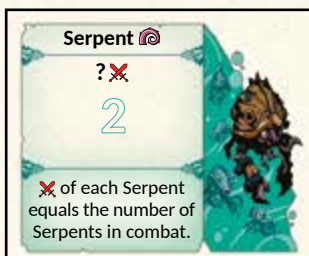 Serpent
?
2
of each Serpent
equals the number of
Serpents in combat.